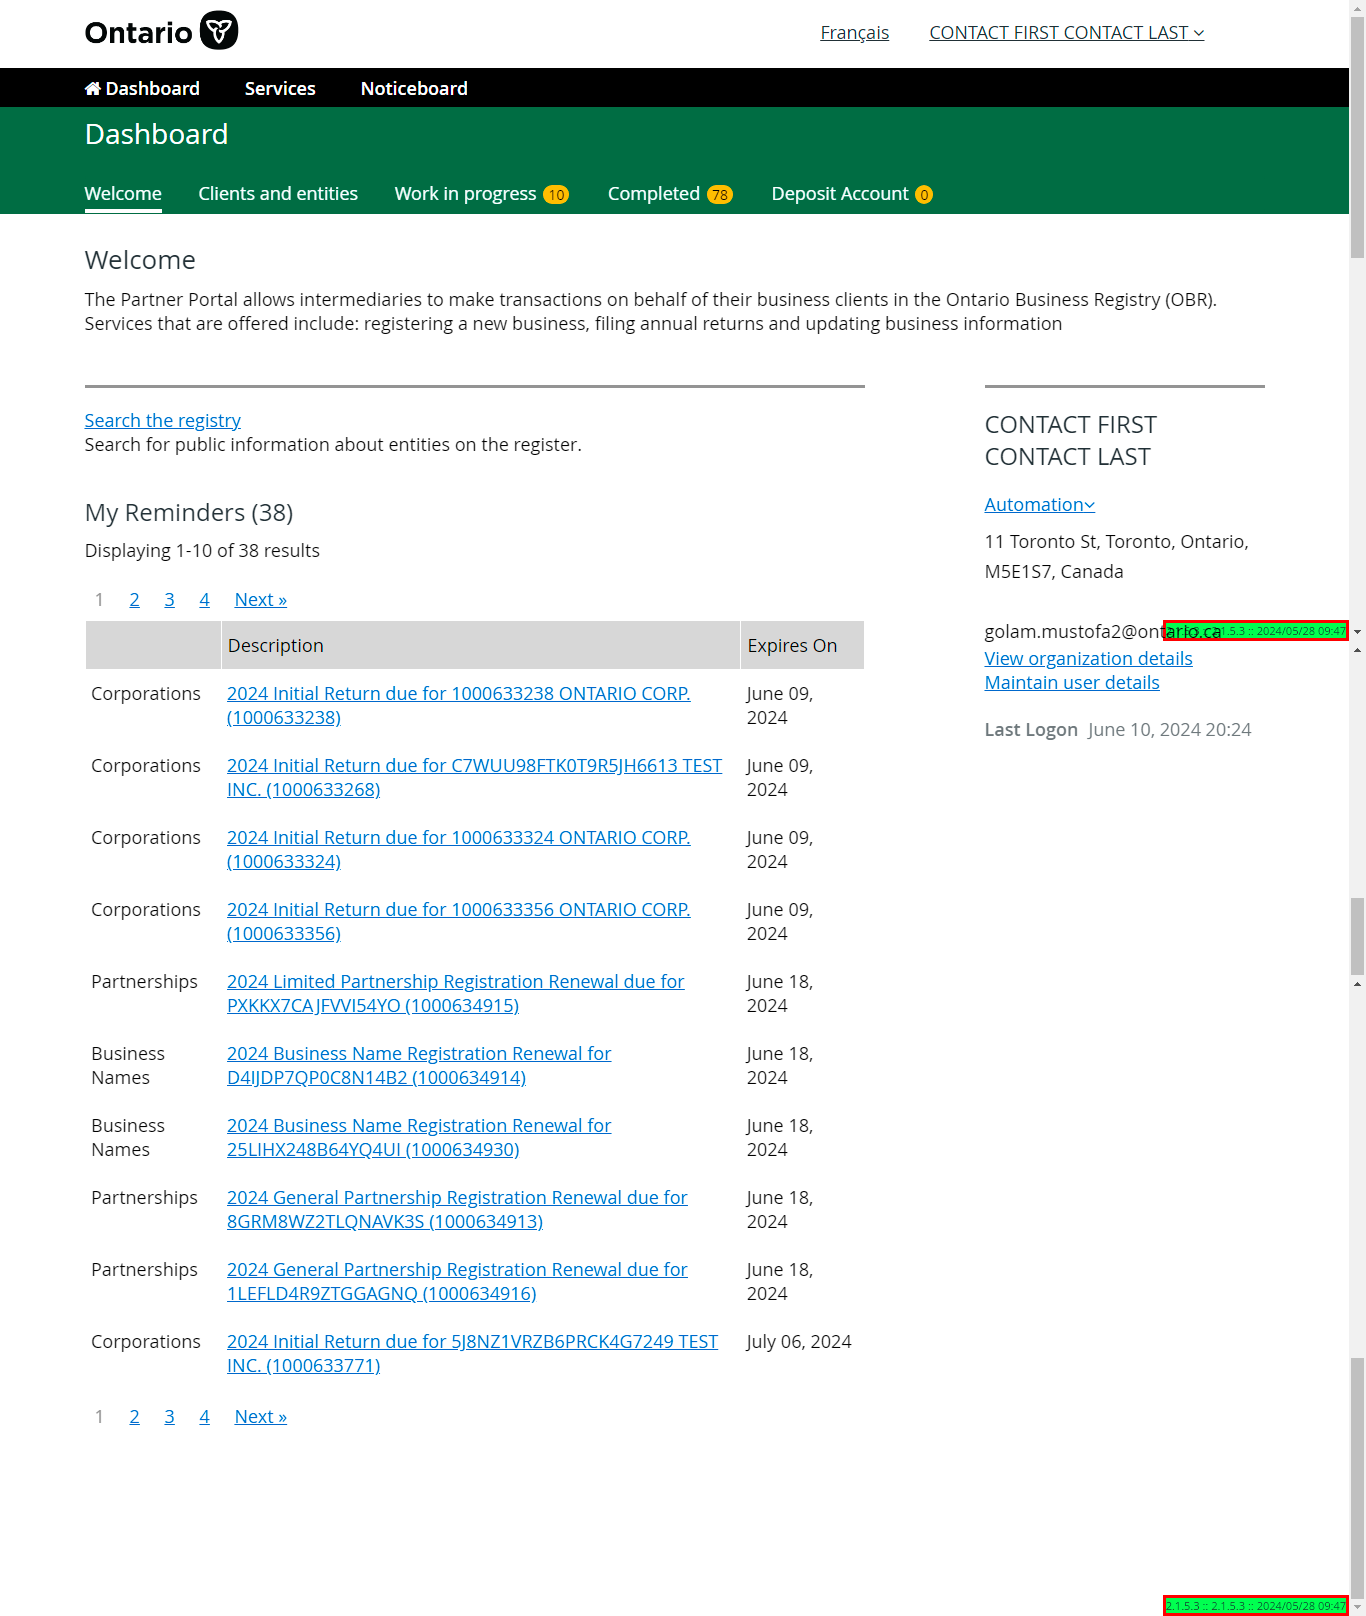 Ontario
Français CONTACT FIRST CONTACT LAST
Dashboard Services Noticeboard
Dashboard
Welcome Clients and entities Work in progress 10 Completed 78 Deposit Account 0
Welcome
The Partner Portal allows intermediaries to make transactions on behalf of their business clients in the Ontario Business Registry (OBR).
Services that are offered include: registering a new business, filing annual returns and updating business information
Search the registry
Search for public information about entities on the register.
My Reminders (38)
Displaying 1-10 of 38 results
1 2 3 4 Next »
Description Expires On
Corporations 2024 Initial Return due for 1000633238 ONTARIO CORP. June 09,
(1000633238) 2024
Corporations 2024 Initial Return due for C7WUU98FTK0T9R5JH6613 TEST June 09,
INC. (1000633268) 2024
Corporations 2024 Initial Return due for 1000633324 ONTARIO CORP. June 09,
(1000633324) 2024
Corporations 2024 Initial Return due for 1000633356 ONTARIO CORP. June 09,
(1000633356) 2024
Partnerships 2024 Limited Partnership Registration Renewal due for June 18,
PXKKX7CAJFVVI54YO (1000634915) 2024
Business 2024 Business Name Registration Renewal for June 18,
Names D4IJDP7QP0C8N14B2 (1000634914) 2024
Business 2024 Business Name Registration Renewal for June 18,
Names 25LIHX248B64YQ4UI (1000634930) 2024
Partnerships 2024 General Partnership Registration Renewal due for June 18,
8GRM8WZ2TLQNAVK3S (1000634913) 2024
Partnerships 2024 General Partnership Registration Renewal due for June 18,
1LEFLD4R9ZTGGAGNQ (1000634916) 2024
Corporations 2024 Initial Return due for 5J8NZ1VRZB6PRCK4G7249 TEST July 06, 2024
INC. (1000633771)
1 2 3 4 Next »
CONTACT FIRST
CONTACT LAST
Automation
11 Toronto St, Toronto, Ontario,
M5E1S7, Canada
golam.mustofa2@ontario.ca
2.1.5.3 :: 2.1.5.3 :: 2024/05/28 09:47
View organization details
Maintain user details
Last Logon June 10, 2024 20:24
2.1.5.3 :: 2.1.5.3 :: 2024/05/28 09:47